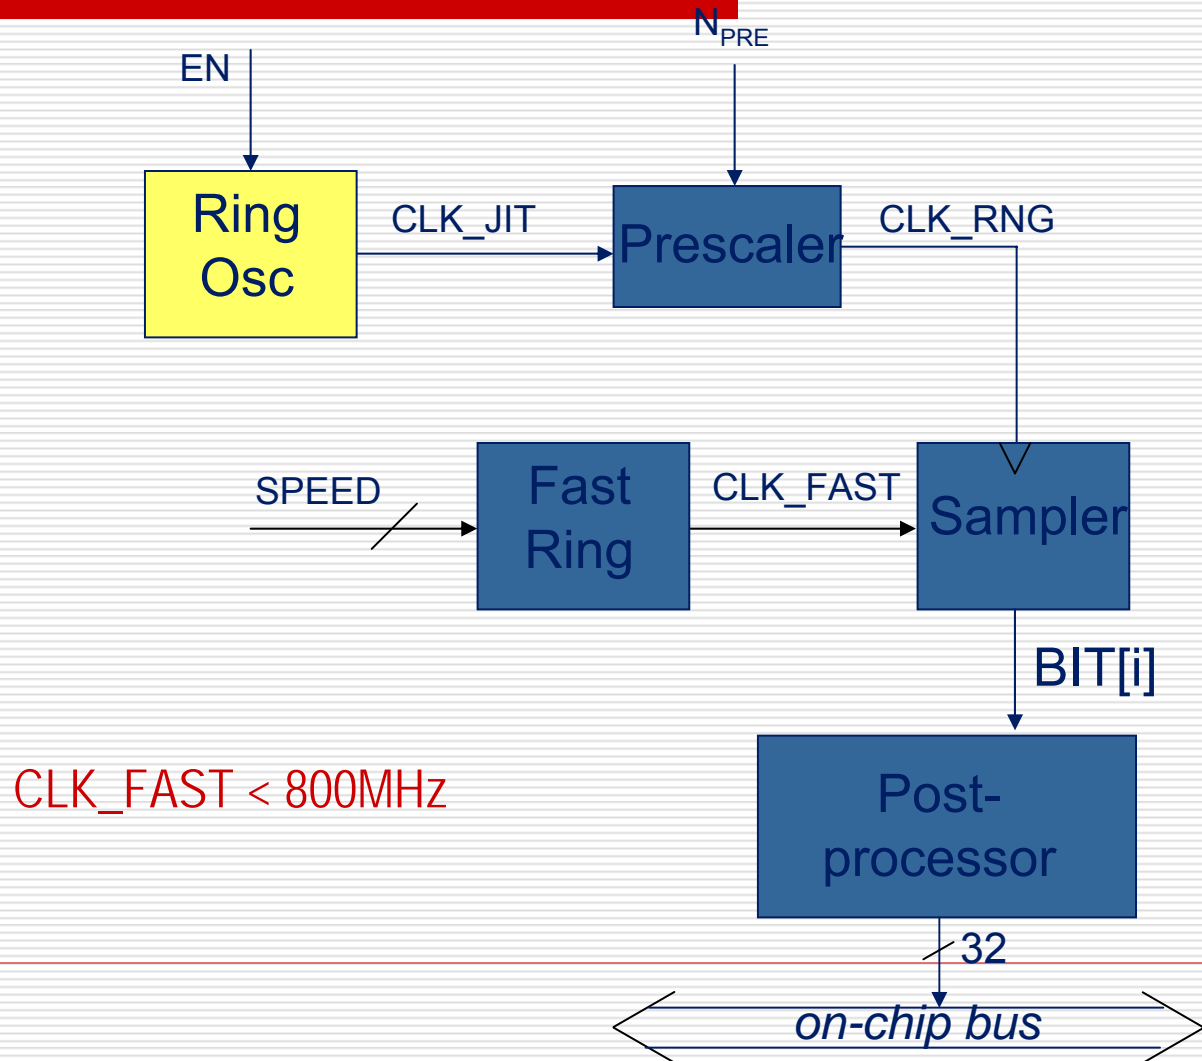 N_PRE
EN
Ring
Osc
CLK_JIT
Prescaler
CLK_RNG
SPEED
Fast
Ring
CLK_FAST
Sampler
BIT[i]
CLK_FAST < 800MHz
Post-
processor
32
on-chip bus